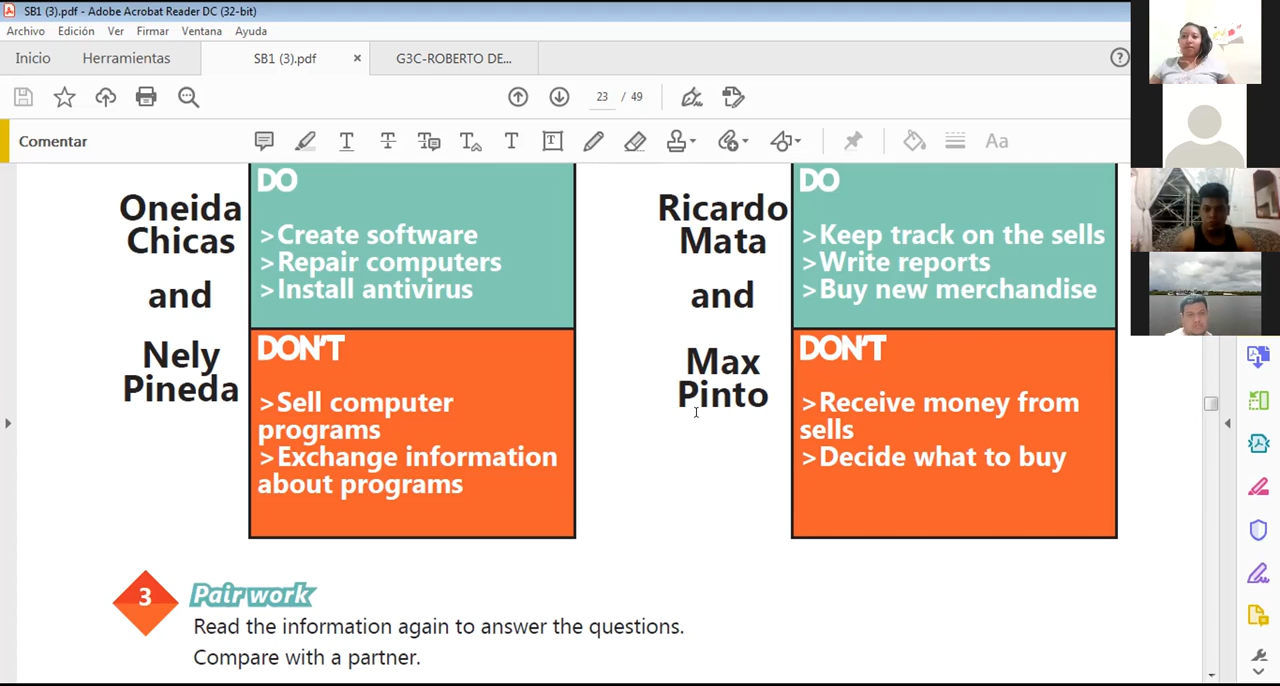 SB1 (3).pdf - Adobe Acrobat Reader DC (32-bit)
Archivo Edición Ver Firmar Ventana Ayuda
Inicio Herramientas SB1 (3).pdf × G3C-ROBERTO DE...
23 / 49
Comentar
Oneida
Chicas
and
Nely
Pineda
DO
>Create software
>Repair computers
>Install antivirus
DON'T
>Sell computer
programs
>Exchange information
about programs
Ricardo
Mata
and
Max
Pinto
DO
>Keep track on the sells
>Write reports
>Buy new merchandise
DON'T
>Receive money from
sells
>Decide what to buy
3 Pair work
Read the information again to answer the questions.
Compare with a partner.